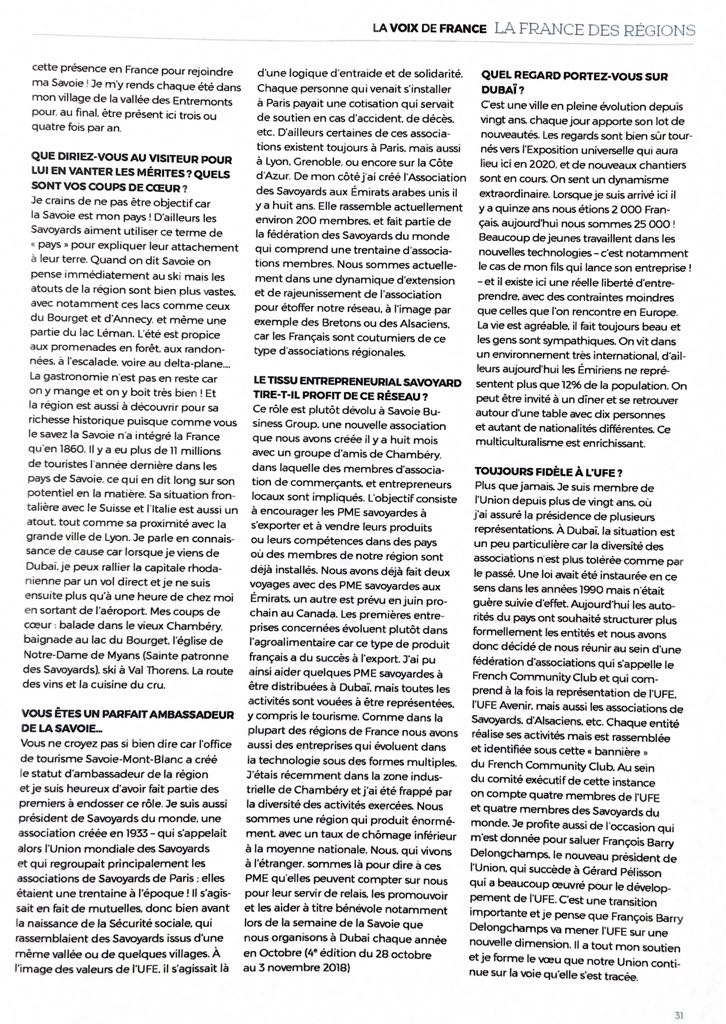 LA VOIX DE FRANCE LA FRANCE DES RÉGIONS
cette présence en France pour rejoindre
ma Savoie ! Je m'y rends chaque été dans
mon village de la vallée des Entremonts
pour, au final, être présent ici trois ou
quatre fois par an.
QUE DIRIEZ-VOUS AU VISITEUR POUR
LUI EN VANTER LES MÉRITES ? QUELS
SONT VOS COUPS DE CŒUR ?
Je crains de ne pas être objectif car
la Savoie est mon pays ! D'ailleurs les
Savoyards aiment utiliser ce terme de
« pays » pour expliquer leur attachement
à leur terre. Quand on dit Savoie on
pense immédiatement au ski mais les
atouts de la région sont bien plus vastes,
avec notamment ces lacs comme ceux
du Bourget et d'Annecy, et même une
partie du lac Léman. L'été est propice
aux promenades en forêt, aux randon-
nées, à l'escalade, voire au delta-plane....
La gastronomie n'est pas en reste car
on y mange et on y boit très bien ! Et
la région est aussi à découvrir pour sa
richesse historique puisque comme vous
le savez la Savoie n'a intégré la France
qu'en 1860. Il y a eu plus de 11 millions
de touristes l'année dernière dans les
pays de Savoie, ce qui en dit long sur son
potentiel en la matière. Sa situation fron-
talière avec le Suisse et l'Italie est aussi un
atout, tout comme sa proximité avec la
grande ville de Lyon. Je parle en connais-
sance de cause car lorsque je viens de
Dubaï, je peux rallier la capitale rhoda-
nienne par un vol direct et je ne suis
ensuite plus qu'à une heure de chez moi
en sortant de l'aéroport. Mes coups de
cœur : balade dans le vieux Chambéry,
baignade au lac du Bourget, l'église de
Notre-Dame de Myans (Sainte patronne
des Savoyards), ski à Val Thorens. La route
des vins et la cuisine du cru.
VOUS ÊTES UN PARFAIT AMBASSADEUR
DE LA SAVOIE...
Vous ne croyez pas si bien dire car l'office
de tourisme Savoie-Mont-Blanc a créé
le statut d'ambassadeur de la région
et je suis heureux d'avoir fait partie des
premiers à endosser ce rôle. Je suis aussi
président de Savoyards du monde, une
association créée en 1933 – qui s'appelait
alors l'Union mondiale des Savoyards
et qui regroupait principalement les
associations de Savoyards de Paris ; elles
étaient une trentaine à l'époque ! Il s'agis-
sait en fait de mutuelles, donc bien avant
la naissance de la Sécurité sociale, qui
rassemblaient des Savoyards issus d'une
même vallée ou de quelques villages. À
l'image des valeurs de l'UFE, il s'agissait là
d'une logique d'entraide et de solidarité.
Chaque personne qui venait s'installer
à Paris payait une cotisation qui servait
de soutien en cas d'accident, de décès,
etc. D'ailleurs certaines de ces associa-
tions existent toujours à Paris, mais aussi
à Lyon, Grenoble, ou encore sur la Côte
d'Azur. De mon côté j'ai créé l'Association
des Savoyards aux Émirats arabes unis il
y a huit ans. Elle rassemble actuellement
environ 200 membres, et fait partie de
la fédération des Savoyards du monde
qui comprend une trentaine d'associa-
tions membres. Nous sommes actuelle-
ment dans une dynamique d'extension
et de rajeunissement de l'association
pour étoffer notre réseau, à l'image par
exemple des Bretons ou des Alsaciens,
car les Français sont coutumiers de ce
type d'associations régionales.
LE TISSU ENTREPRENEURIAL SAVOYARD
TIRE-T-IL PROFIT DE CE RÉSEAU ?
Ce rôle est plutôt dévolu à Savoie Bu-
siness Group, une nouvelle association
que nous avons créée il y a huit mois
avec un groupe d'amis de Chambéry,
dans laquelle des membres d'associa-
tion de commerçants, et entrepreneurs
locaux sont impliqués. L'objectif consiste
à encourager les PME savoyardes à
s'exporter et à vendre leurs produits
ou leurs compétences dans des pays
où des membres de notre région sont
déjà installés. Nous avons déjà fait deux
voyages avec des PME savoyardes aux
Émirats, un autre est prévu en juin pro-
chain au Canada. Les premières entre-
prises concernées évoluent plutôt dans
l'agroalimentaire car ce type de produit
français a du succès à l'export. J'ai pu
ainsi aider quelques PME savoyardes à
être distribuées à Dubaï, mais toutes les
activités sont vouées à être représentées,
y compris le tourisme. Comme dans la
plupart des régions de France nous avons
aussi des entreprises qui évoluent dans
la technologie sous des formes multiples.
J'étais récemment dans la zone indus-
trielle de Chambéry et j'ai été frappé par
la diversité des activités exercées. Nous
sommes une région qui produit énormé-
ment, avec un taux de chômage inférieur
à la moyenne nationale. Nous, qui vivons
à l'étranger, sommes là pour dire à ces
PME qu'elles peuvent compter sur nous
pour leur servir de relais, les promouvoir
et les aider à titre bénévole notamment
lors de la semaine de la Savoie que
nous organisons à Dubaï chaque année
en Octobre (4e édition du 28 octobre
au 3 novembre 2018)
QUEL REGARD PORTEZ-VOUS SUR
DUBAÏ ?
C'est une ville en pleine évolution depuis
vingt ans, chaque jour apporte son lot de
nouveautés. Les regards sont bien sûr tour-
nés vers l'Exposition universelle qui aura
lieu ici en 2020, et de nouveaux chantiers
sont en cours. On sent un dynamisme
extraordinaire. Lorsque je suis arrivé ici il
y a quinze ans nous étions 2 000 Fran-
çais, aujourd'hui nous sommes 25 000 !
Beaucoup de jeunes travaillent dans les
nouvelles technologies – c'est notamment
le cas de mon fils qui lance son entreprise !
– et il existe ici une réelle liberté d'entre-
prendre, avec des contraintes moindres
que celles que l'on rencontre en Europe.
La vie est agréable, il fait toujours beau et
les gens sont sympathiques. On vit dans
un environnement très international, d'ail-
leurs aujourd'hui les Émiriens ne repré-
sentent plus que 12% de la population. On
peut être invité à un dîner et se retrouver
autour d'une table avec dix personnes
et autant de nationalités différentes. Ce
multiculturalisme est enrichissant.
TOUJOURS FIDÈLE À L'UFE ?
Plus que jamais. Je suis membre de
l'Union depuis plus de vingt ans, où
j'ai assuré la présidence de plusieurs
représentations. À Dubaï, la situation est
un peu particulière car la diversité des
associations n'est plus tolérée comme par
le passé. Une loi avait été instaurée en ce
sens dans les années 1990 mais n'était
guère suivie d'effet. Aujourd'hui les auto-
rités du pays ont souhaité structurer plus
formellement les entités et nous avons
donc décidé de nous réunir au sein d'une
fédération d'associations qui s'appelle le
French Community Club et qui com-
prend à la fois la représentation de l'UFE,
l'UFE Avenir, mais aussi les associations de
Savoyards, d'Alsaciens, etc. Chaque entité
réalise ses activités mais est rassemblée
et identifiée sous cette « bannière »
du French Community Club. Au sein
du comité exécutif de cette instance
on compte quatre membres de l'UFE
et quatre membres des Savoyards du
monde. Je profite aussi de l'occasion qui
m'est donnée pour saluer François Barry
Delongchamps, le nouveau président de
l'Union, qui succède à Gérard Pélisson
qui a beaucoup œuvré pour le dévelop-
pement de l'UFE. C'est une transition
importante et je pense que François Barry
Delongchamps va mener l'UFE sur une
nouvelle dimension. Il a tout mon soutien
et je forme le vœu que notre Union conti-
nue sur la voie qu'elle s'est tracée.
31